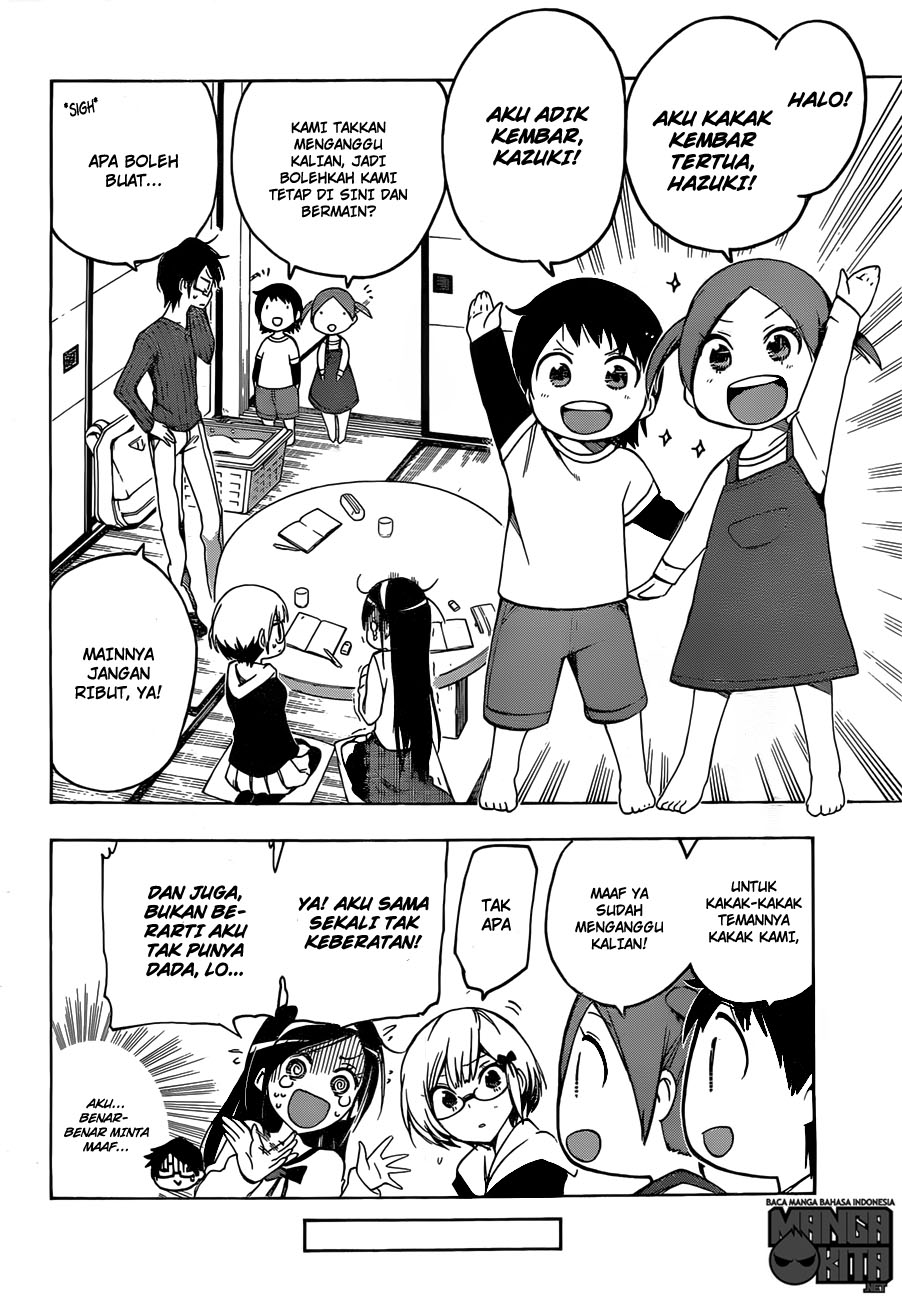 HALO!
AKU KAKAK
KEMBAR
TERTUA,
HAZUKI!
AKU ADIK
KEMBAR,
KAZUKI!
KAMI TAKKAN
MENGANGGU
KALIAN, JADI
BOLEHKAH KAMI
TETAP DI SINI DAN
BERMAIN?
*SIGH*
APA BOLEH
BUAT...
MAINNYA
JANGAN
RIBUT, YA!
UNTUK
KAKAK-KAKAK
TEMANNYA
KAKAK KAMI,
MAAF YA
SUDAH
MENGANGGU
KALIAN!
TAK
APA
YA! AKU SAMA
SEKALI TAK
KEBERATAN!
DAN JUGA,
BUKAN BE-
RARTI AKU
TAK PUNYA
DADA, LO...
AKU...
BENAR-
BENAR MINTA
MAAF...
BACA MANGA BAHASA INDONESIA
MANGA
KITA
.NET